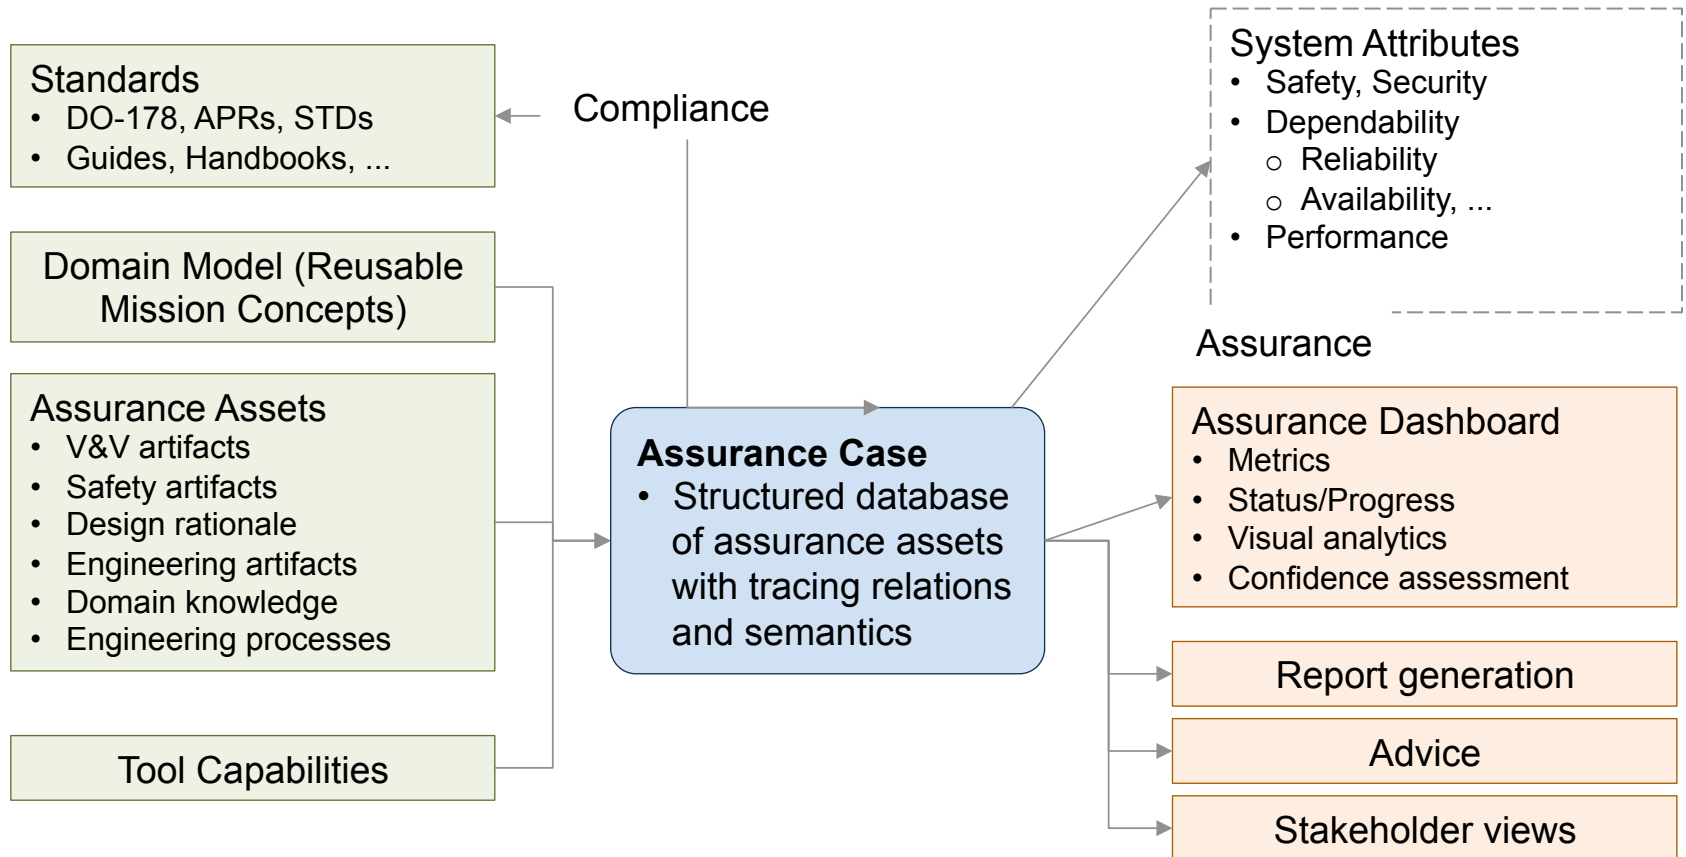 Standards
• DO-178, APRs, STDs
• Guides, Handbooks, ...
Compliance
System Attributes
• Safety, Security
• Dependability
o Reliability
o Availability, ...
• Performance
Assurance
Domain Model (Reusable
Mission Concepts)
Assurance Assets
• V&V artifacts
• Safety artifacts
• Design rationale
• Engineering artifacts
• Domain knowledge
• Engineering processes
Tool Capabilities
Assurance Case
• Structured database
of assurance assets
with tracing relations
and semantics
Assurance Dashboard
• Metrics
• Status/Progress
• Visual analytics
• Confidence assessment
Report generation
Advice
Stakeholder views